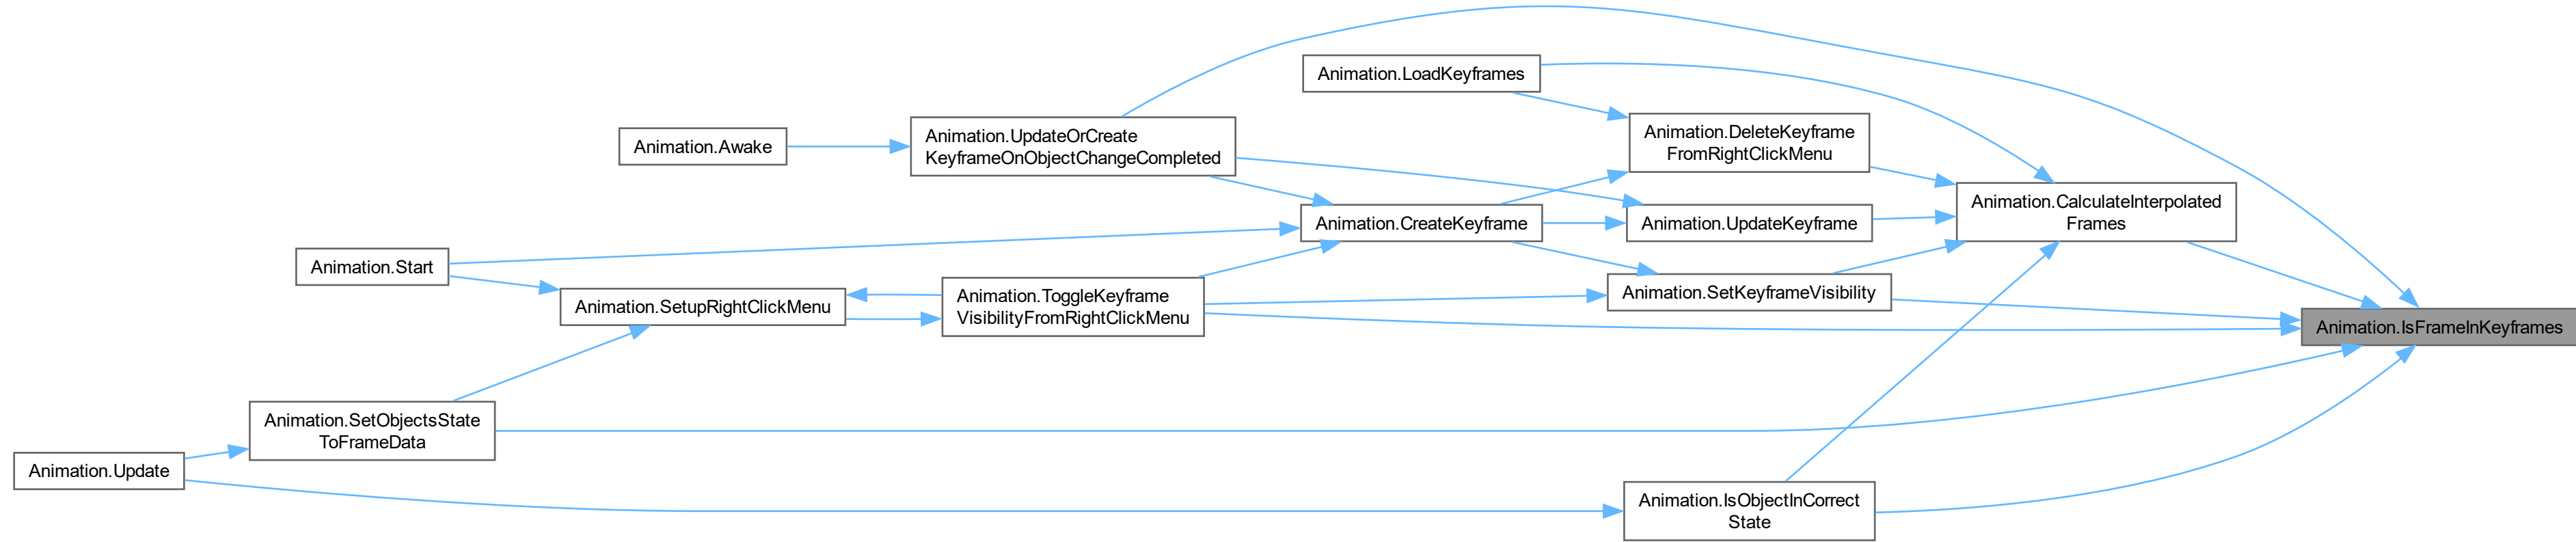 Animation.LoadKeyframes
Animation.UpdateOrCreate
KeyframeOnObjectChangeCompleted
Animation.Awake
Animation.DeleteKeyframe
FromRightClickMenu
Animation.CalculateInterpolated
Frames
Animation.CreateKeyframe
Animation.UpdateKeyframe
Animation.Start
Animation.SetupRightClickMenu
Animation.ToggleKeyframe
VisibilityFromRightClickMenu
Animation.SetKeyframeVisibility
Animation.IsFrameInKeyframes
Animation.SetObjectsState
ToFrameData
Animation.Update
Animation.IsObjectInCorrect
State